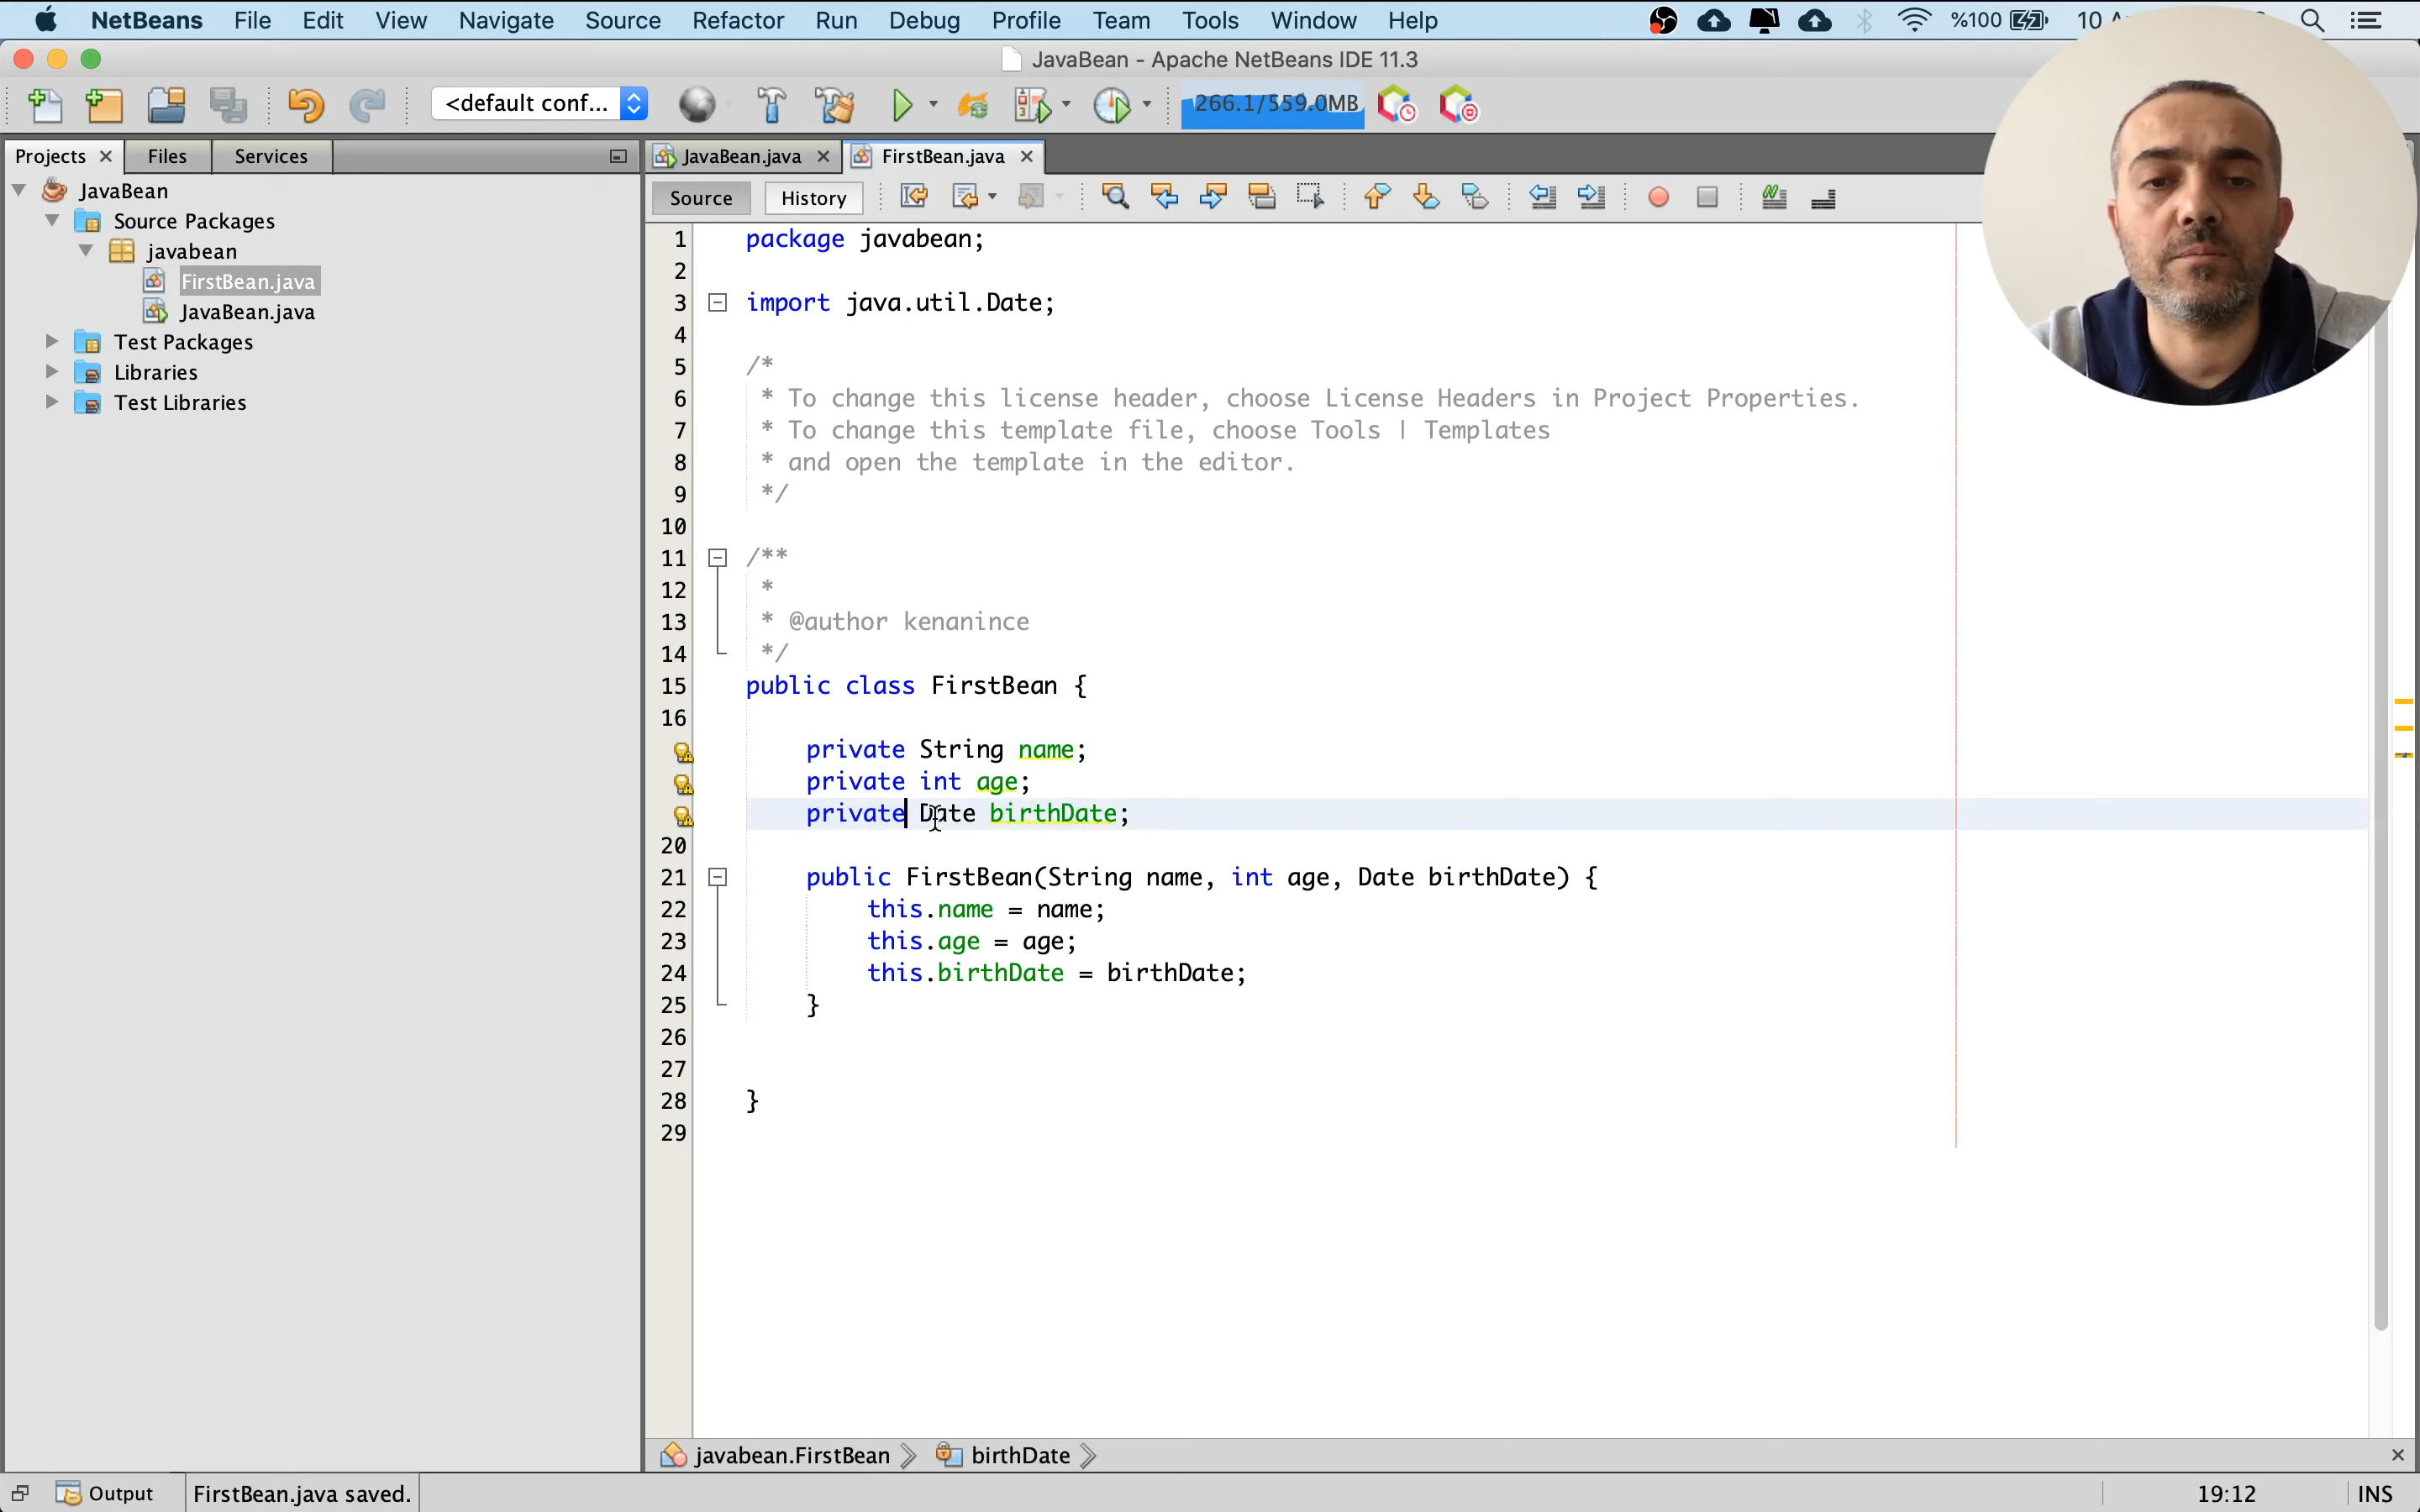 NetBeans File Edit View Navigate Source Refactor Run Debug Profile Team Tools Window Help %100 10
JavaBean - Apache NetBeans IDE 11.3
<default conf... 266.1/559.0MB
Projects Files Services JavaBean.java FirstBean.java
Source History
JavaBean
Source Packages
javabean
FirstBean.java
JavaBean.java
Test Packages
Libraries
Test Libraries
1 package javabean;
2
3 import java.util.Date;
4
5 /*
6 * To change this license header, choose License Headers in Project Properties.
7 * To change this template file, choose Tools | Templates
8 * and open the template in the editor.
9 */
10
11 /**
12 *
13 * @author kenanince
14 */
15 public class FirstBean {
16
private String name;
private int age;
private Date birthDate;
20
21 public FirstBean(String name, int age, Date birthDate) {
22 this.name = name;
23 this.age = age;
24 this.birthDate = birthDate;
25 }
26
27
28 }
29
javabean.FirstBean birthDate
Output FirstBean.java saved. 19:12 INS